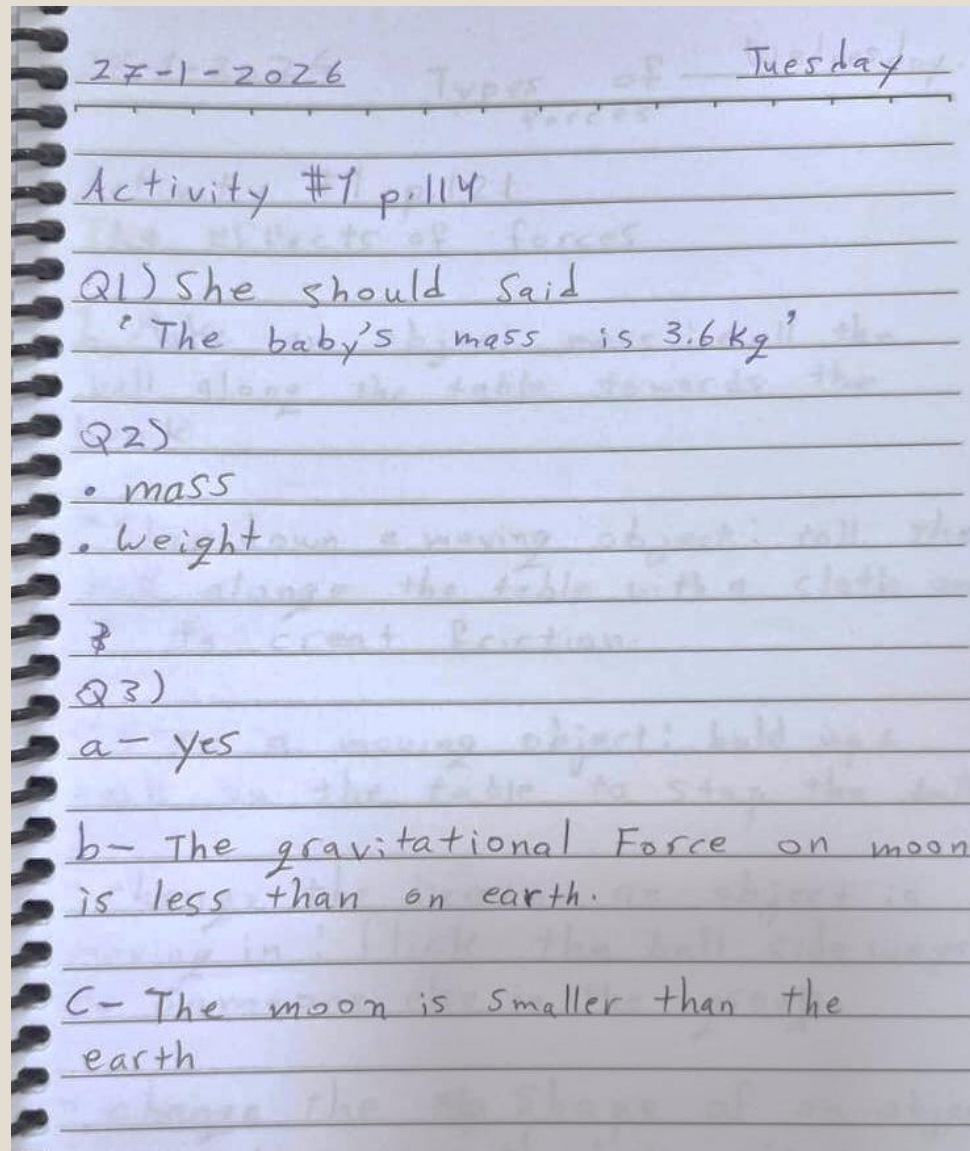 27-1-2026 Tuesday
Activity #1 p.114
Q1) She should said
‘The baby's mass is 3.6 kg’
Q2)
• mass
• Weight
Q3)
a- yes
b- The gravitational Force on moon
is less than on earth.
C- The moon is smaller than the
earth